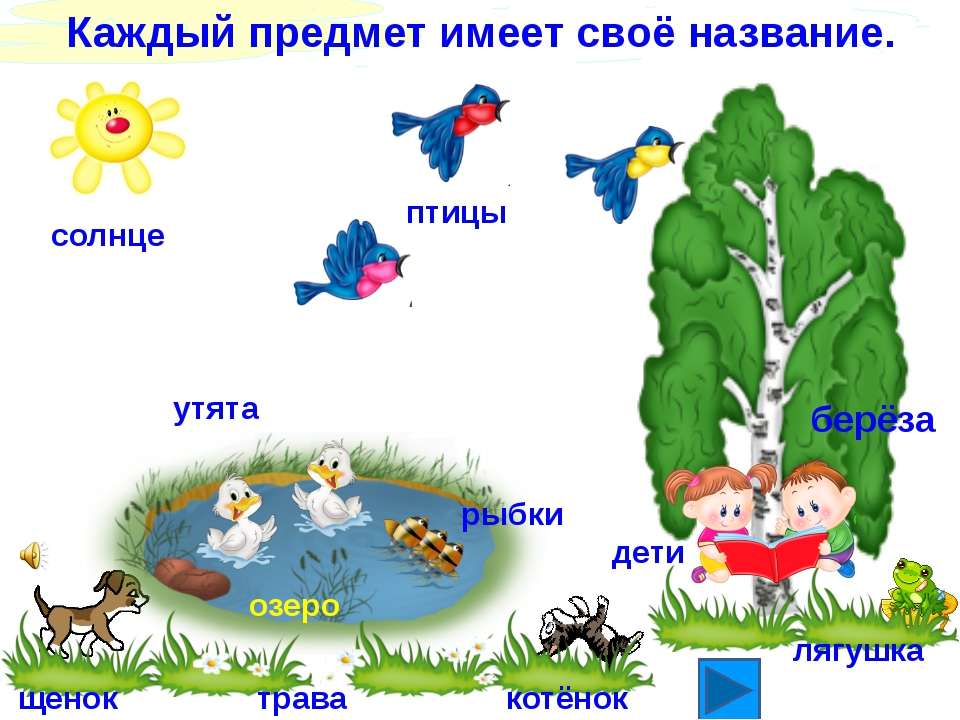 Каждый предмет имеет своё название.
птицы
солнце
утята
берёза
рыбки
дети
озеро
лягушка
щенок
трава
котёнок